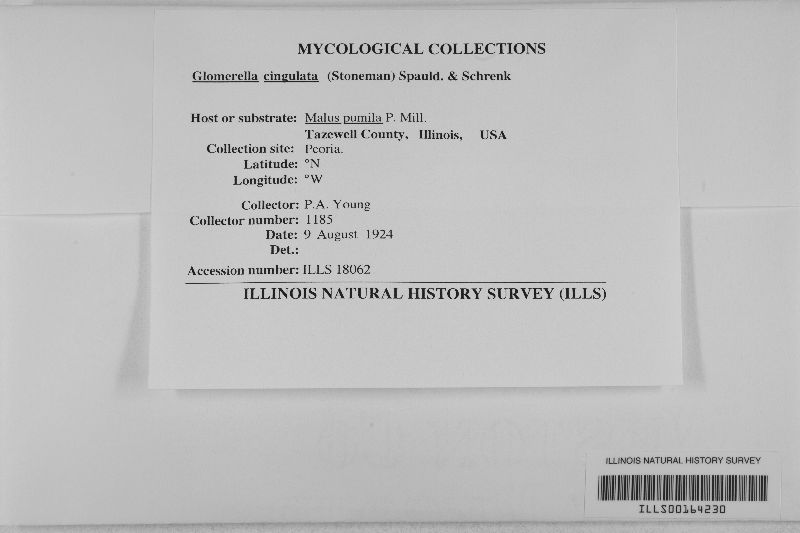 MYCOLOGICAL COLLECTIONS
Glomerella cingulata (Stoneman) Spauld. & Schrenk
Host or substrate: Malus pumila P. Mill.
Tazewell County, Illinois, USA
Collection site: Peoria.
Latitude: °N
Longitude: °W
Collector: P.A. Young
Collector number: 1185
Date: 9 August 1924
Det.:
Accession number: ILLS 18062
ILLINOIS NATURAL HISTORY SURVEY (ILLS)
ILLINOIS NATURAL HISTORY SURVEY
ILLS00164230